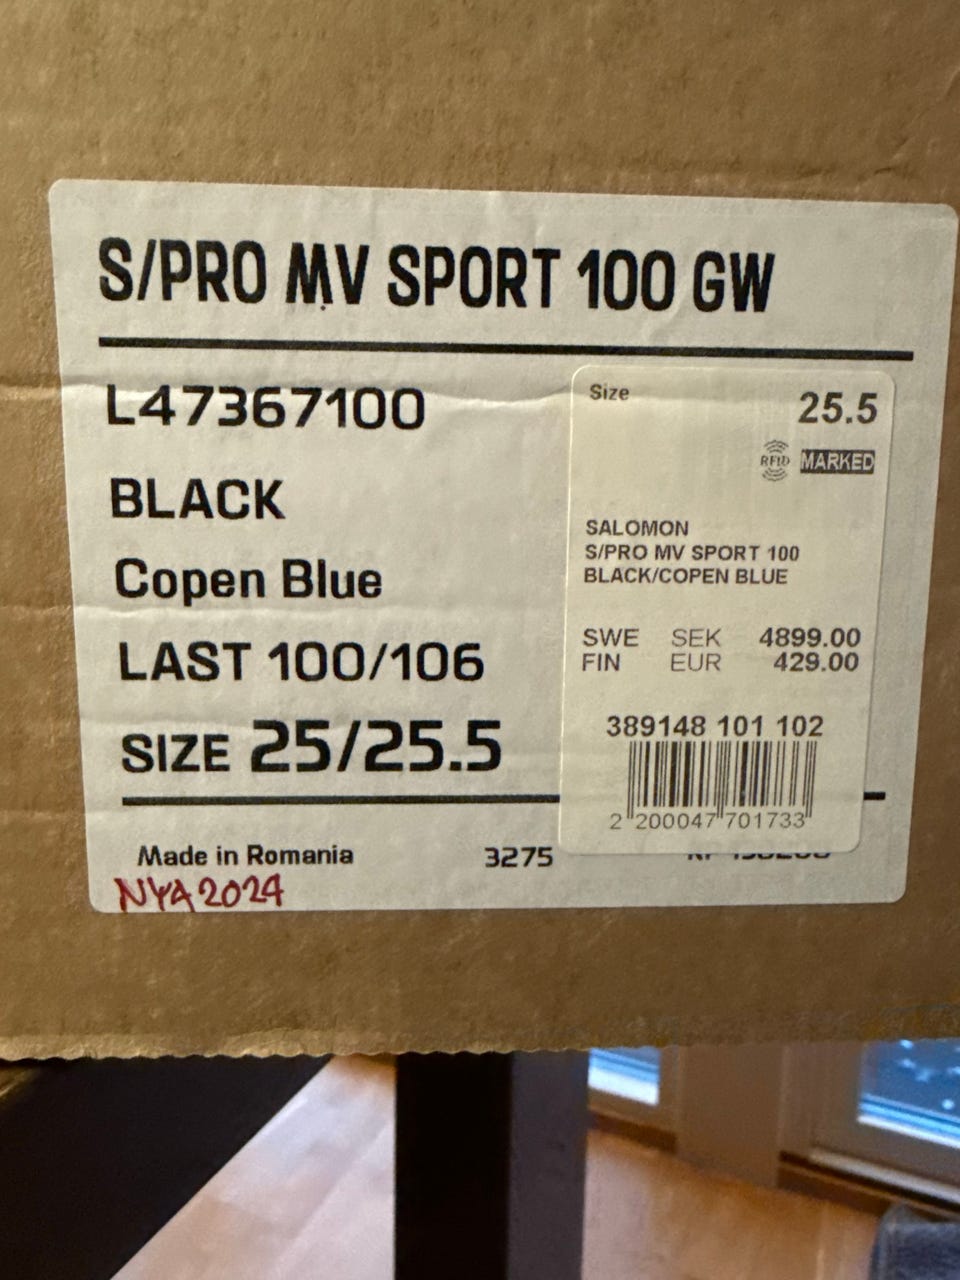 S/PRO MV SPORT 100 GW
L47367100
BLACK
Copen Blue
LAST 100/106
SIZE 25/25.5
Made in Romania 3275
NYA 2024
Size 25.5
RFID MARKED
SALOMON
S/PRO MV SPORT 100
BLACK/COPEN BLUE
SWE SEK 4899.00
FIN EUR 429.00
389148 101 102
2 200047 701733